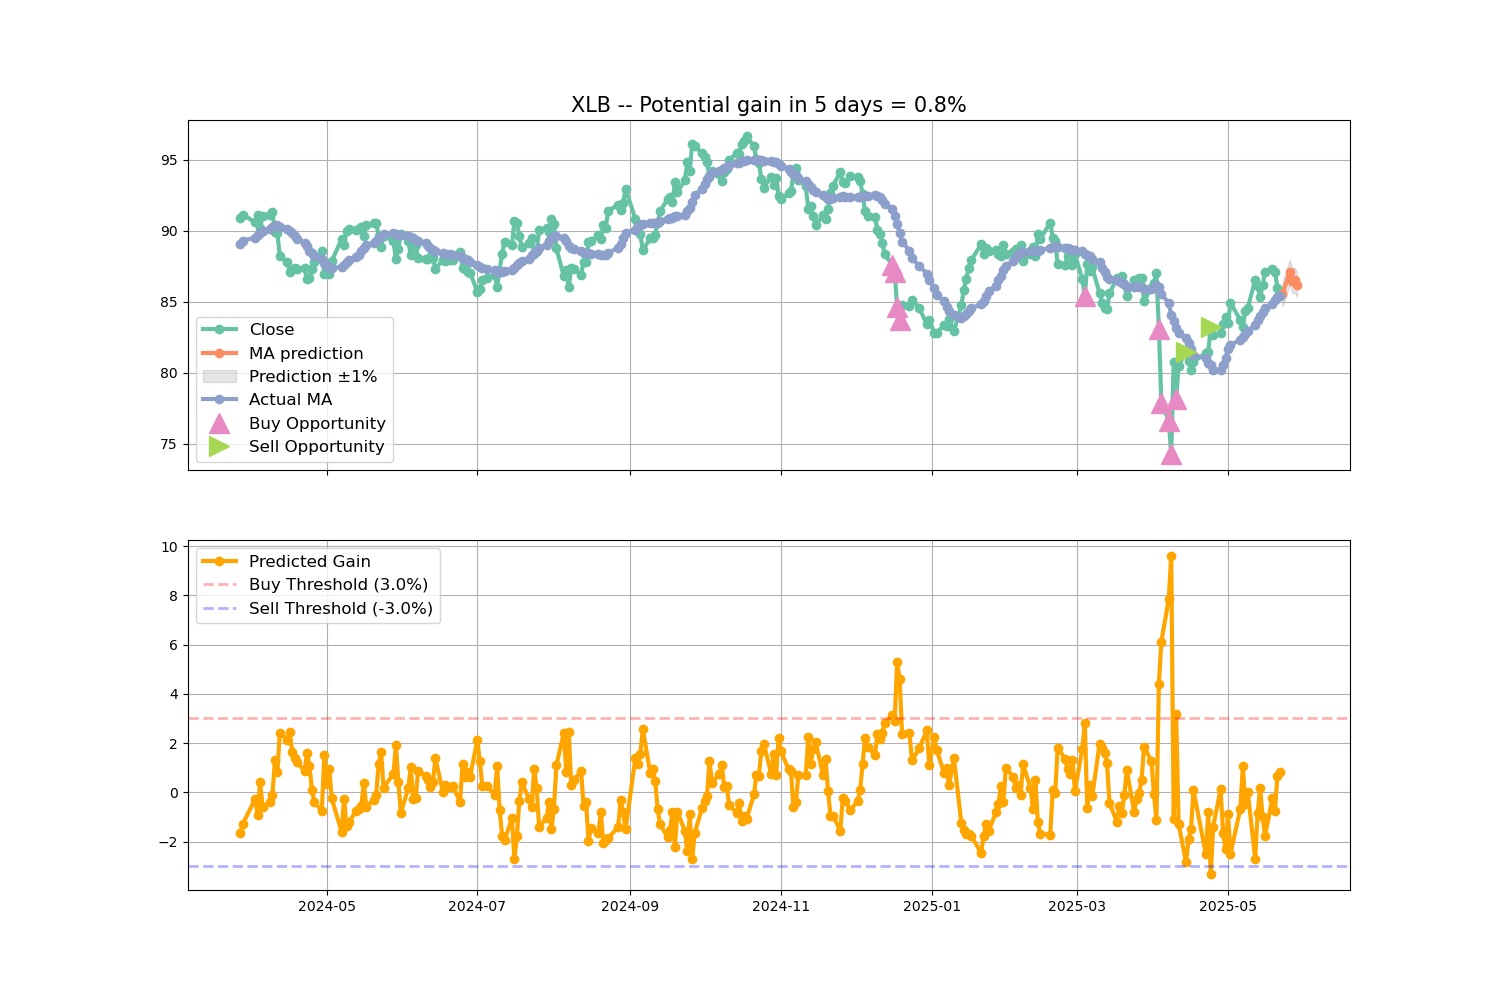 XLB -- Potential gain in 5 days = 0.8%
95
90
85
80
75
Close
MA prediction
Prediction ±1%
Actual MA
Buy Opportunity
Sell Opportunity
10
8
6
4
2
0
−2
Predicted Gain
Buy Threshold (3.0%)
Sell Threshold (-3.0%)
2024-05
2024-07
2024-09
2024-11
2025-01
2025-03
2025-05